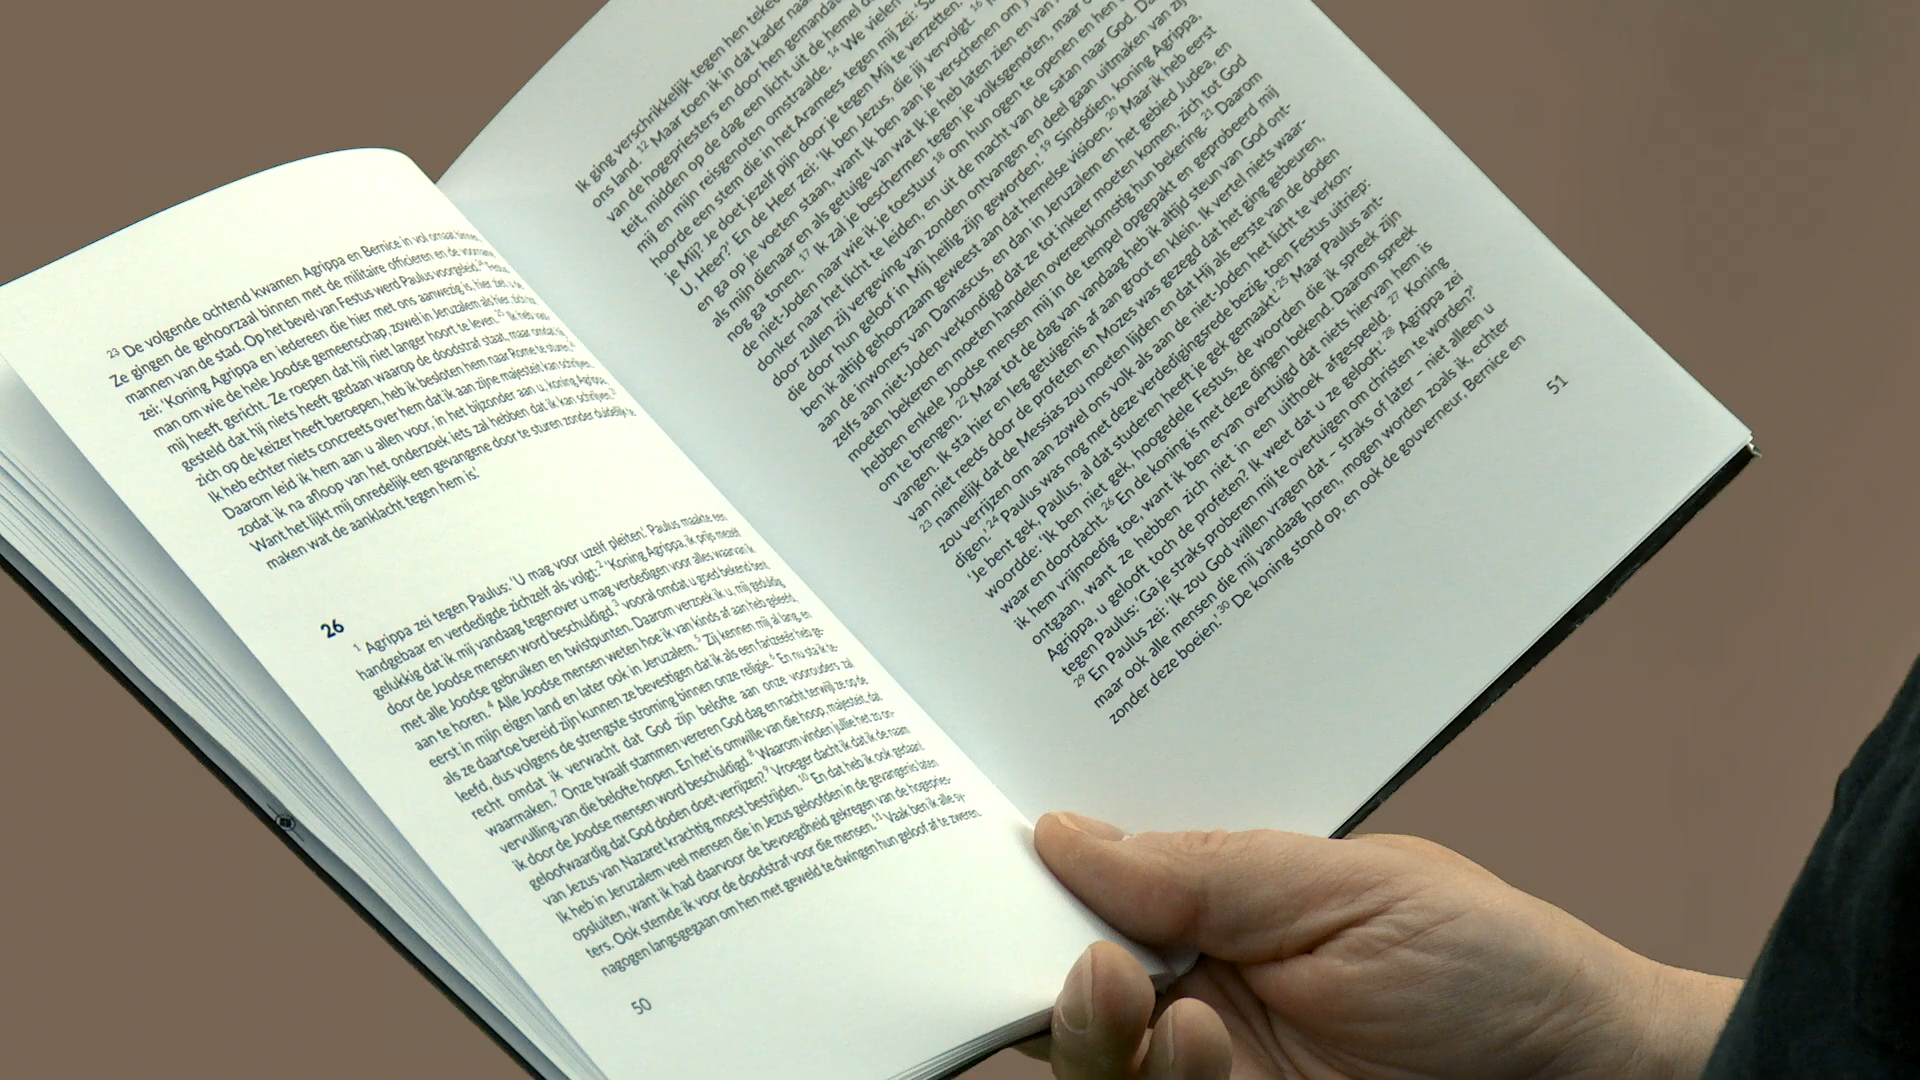 ²³ De volgende ochtend kwamen Agrippa en Bernice in vol ornaat binnen.
Ze gingen de gehoorzaal binnen met de militaire officieren en de voorname
mannen van de stad. Op het bevel van Festus werd Paulus voorgeleid. ²⁴ Festus
zei: 'Koning Agrippa en iedereen die hier met ons aanwezig is, hier ziet u de
man om wie de hele Joodse gemeenschap, zowel in Jeruzalem als hier, zich tot
mij heeft gericht. Ze roepen dat hij niet langer hoort te leven. ²⁵ Ik heb vast-
gesteld dat hij niets heeft gedaan waarop de doodstraf staat, maar omdat hij
zich op de keizer heeft beroepen, heb ik besloten hem naar Rome te sturen.
Ik heb echter niets concreets over hem dat ik aan zijne majesteit kan schrijven.
Daarom leid ik hem aan u allen voor, in het bijzonder aan u, koning Agrippa,
zodat ik na afloop van het onderzoek iets zal hebben dat ik kan schrijven.
Want het lijkt mij onredelijk een gevangene door te sturen zonder duidelijk te
maken wat de aanklacht tegen hem is.'
26
¹ Agrippa zei tegen Paulus: 'U mag voor uzelf pleiten.' Paulus maakte een
handgebaar en verdedigde zichzelf als volgt: ² 'Koning Agrippa, ik prijs mezelf
gelukkig dat ik mij vandaag tegenover u mag verdedigen voor alles waarvan ik
door de Joodse mensen word beschuldigd, ³ vooral omdat u goed bekend bent
met alle Joodse gebruiken en twistpunten. Daarom verzoek ik u, mij geduldig
aan te horen. ⁴ Alle Joodse mensen weten hoe ik van kinds af aan heb geleefd,
eerst in mijn eigen land en later ook in Jeruzalem. ⁵ Zij kennen mij al lang, en
als ze daartoe bereid zijn kunnen ze bevestigen dat ik als een farizeeër heb ge-
leefd, dus volgens de strengste stroming binnen onze religie. ⁶ En nu sta ik te-
recht omdat ik verwacht dat God zijn belofte aan onze voorouders zal
waarmaken. ⁷ Onze twaalf stammen vereren God dag en nacht terwijl ze op de
vervulling van die belofte hopen. En het is omwille van die hoop, majesteit, dat
ik door de Joodse mensen word beschuldigd. ⁸ Waarom vinden jullie het zo on-
geloofwaardig dat God doden doet verrijzen? ⁹ Vroeger dacht ik dat ik de naam
van Jezus van Nazaret krachtig moest bestrijden. ¹⁰ En dat heb ik ook gedaan!
Ik heb in Jeruzalem veel mensen die in Jezus geloofden in de gevangenis laten
opsluiten, want ik had daarvoor de bevoegdheid gekregen van de hogepries-
ters. Ook stemde ik voor de doodstraf voor die mensen. ¹¹ Vaak ben ik alle sy-
nagogen langsgegaan om hen met geweld te dwingen hun geloof af te zweren.
50
Ik ging verschrikkelijk tegen hen
ons land. ¹² Maar toen ik in dat kader naar
van de hogepriesters en door hen gemandateerd
teit, midden op de dag een licht uit de hemel
mij en mijn reisgenoten omstraalde. ¹⁴ We vielen
hoorde een stem die in het Aramees tegen mij zei:
je Mij? Je doet jezelf pijn door je tegen Mij te verzetten.
U, Heer?' En de Heer zei: 'Ik ben Jezus, die jij vervolgt. ¹⁶
en ga op je voeten staan, want Ik ben aan je verschenen om
als mijn dienaar en als getuige van wat Ik je heb laten zien en van
nog ga tonen. ¹⁷ Ik zal je beschermen tegen je volksgenoten, maar
de niet-Joden naar wie ik je toestuur ¹⁸ om hun ogen te openen en hen
donker naar het licht te leiden, en uit de macht van de satan naar God.
door zullen zij vergeving van zonden ontvangen en deel gaan uitmaken van
die door hun geloof in Mij heilig zijn geworden.' ¹⁹ Sindsdien, koning Agrippa,
ben ik altijd gehoorzaam geweest aan dat hemelse visioen. ²⁰ Maar ik heb eerst
aan de inwoners van Damascus, en dan in Jeruzalem en het gebied Judea, en
zelfs aan niet-Joden verkondigd dat ze tot inkeer moeten komen, zich tot God
moeten bekeren en moeten handelen overeenkomstig hun bekering. ²¹ Daarom
hebben enkele Joodse mensen mij in de tempel opgepakt en geprobeerd mij
om te brengen. ²² Maar tot de dag van vandaag heb ik altijd steun van God ont-
vangen. Ik sta hier en leg getuigenis af aan groot en klein. Ik vertel niets waar-
van niet reeds door de profeten en Mozes was gezegd dat het ging gebeuren,
²³ namelijk dat de Messias zou moeten lijden en dat Hij als eerste van de doden
zou verrijzen om aan zowel ons volk als aan de niet-Joden het licht te verkon-
digen.' ²⁴ Paulus was nog met deze verdedigingsrede bezig, toen Festus uitriep:
'Je bent gek, Paulus, al dat studeren heeft je gek gemaakt.' ²⁵ Maar Paulus ant-
woordde: 'Ik ben niet gek, hoogedele Festus, de woorden die ik spreek zijn
waar en doordacht. ²⁶ En de koning is met deze dingen bekend. Daarom spreek
ik hem vrijmoedig toe, want ik ben ervan overtuigd dat niets hiervan hem is
ontgaan, want ze hebben zich niet in een uithoek afgespeeld. ²⁷ Koning
Agrippa, u gelooft toch de profeten? Ik weet dat u ze gelooft.' ²⁸ Agrippa zei
tegen Paulus: 'Ga je straks proberen mij te overtuigen om christen te worden?'
²⁹ En Paulus zei: 'Ik zou God willen vragen dat – straks of later – niet alleen u
maar ook alle mensen die mij vandaag horen, mogen worden zoals ik, echter
zonder deze boeien.' ³⁰ De koning stond op, en ook de gouverneur, Bernice en
51